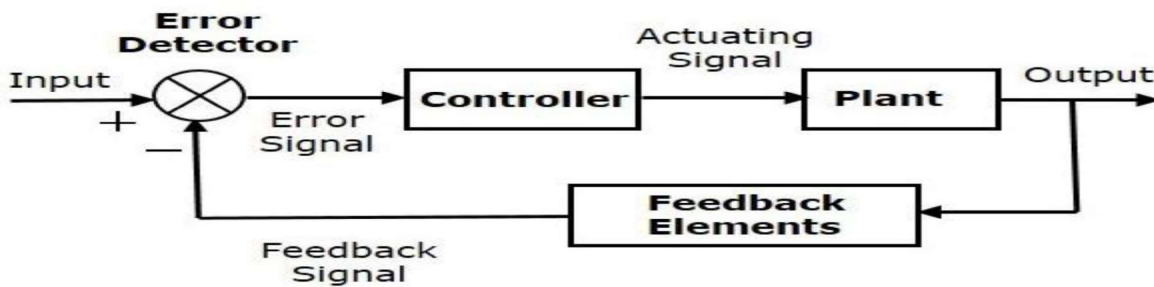 Error
Detector
Input
+
−
Error
Signal
Controller
Actuating
Signal
Plant
Output
Feedback
Elements
Feedback
Signal